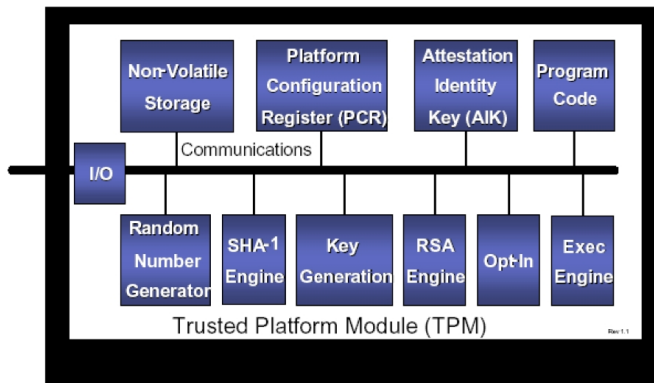 Non-Volatile
Storage
Platform
Configuration
Register (PCR)
Attestation
Identity
Key (AIK)
Program
Code
Communications
I/O
Random
Number
Generator
SHA-1
Engine
Key
Generation
RSA
Engine
Opt-In
Exec
Engine
Trusted Platform Module (TPM)
Rev 1.1